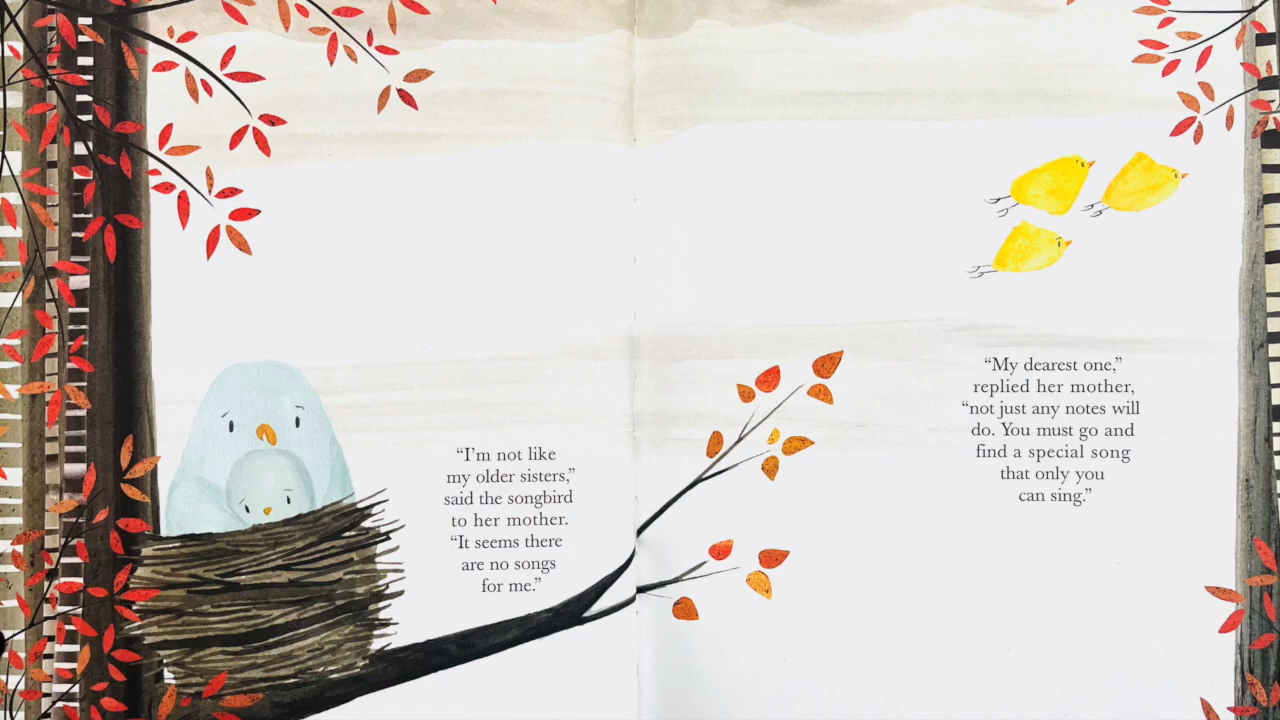 “I’m not like
my older sisters,”
said the songbird
to her mother.
“It seems there
are no songs
for me.”
“My dearest one,”
replied her mother,
“not just any notes will
do. You must go and
find a special song
that only you
can sing.”